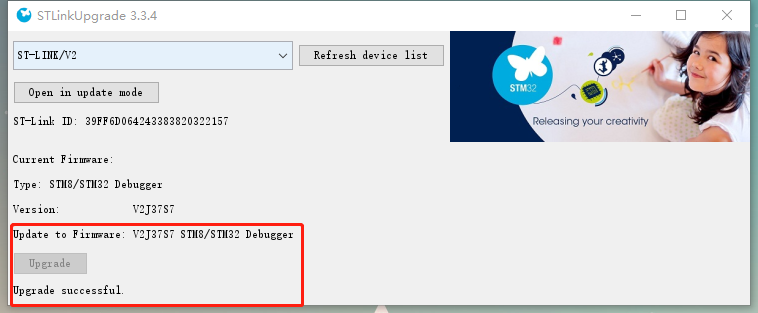 STLinkUpgrade 3.3.4
ST-LINK/V2
Refresh device list
Open in update mode
STM32
Releasing your creativity
ST-Link ID: 39FF6D064243383820322157
Current Firmware:
Type: STM8/STM32 Debugger
Version: V2J37S7
Update to Firmware: V2J37S7 STM8/STM32 Debugger
Upgrade
Upgrade successful.